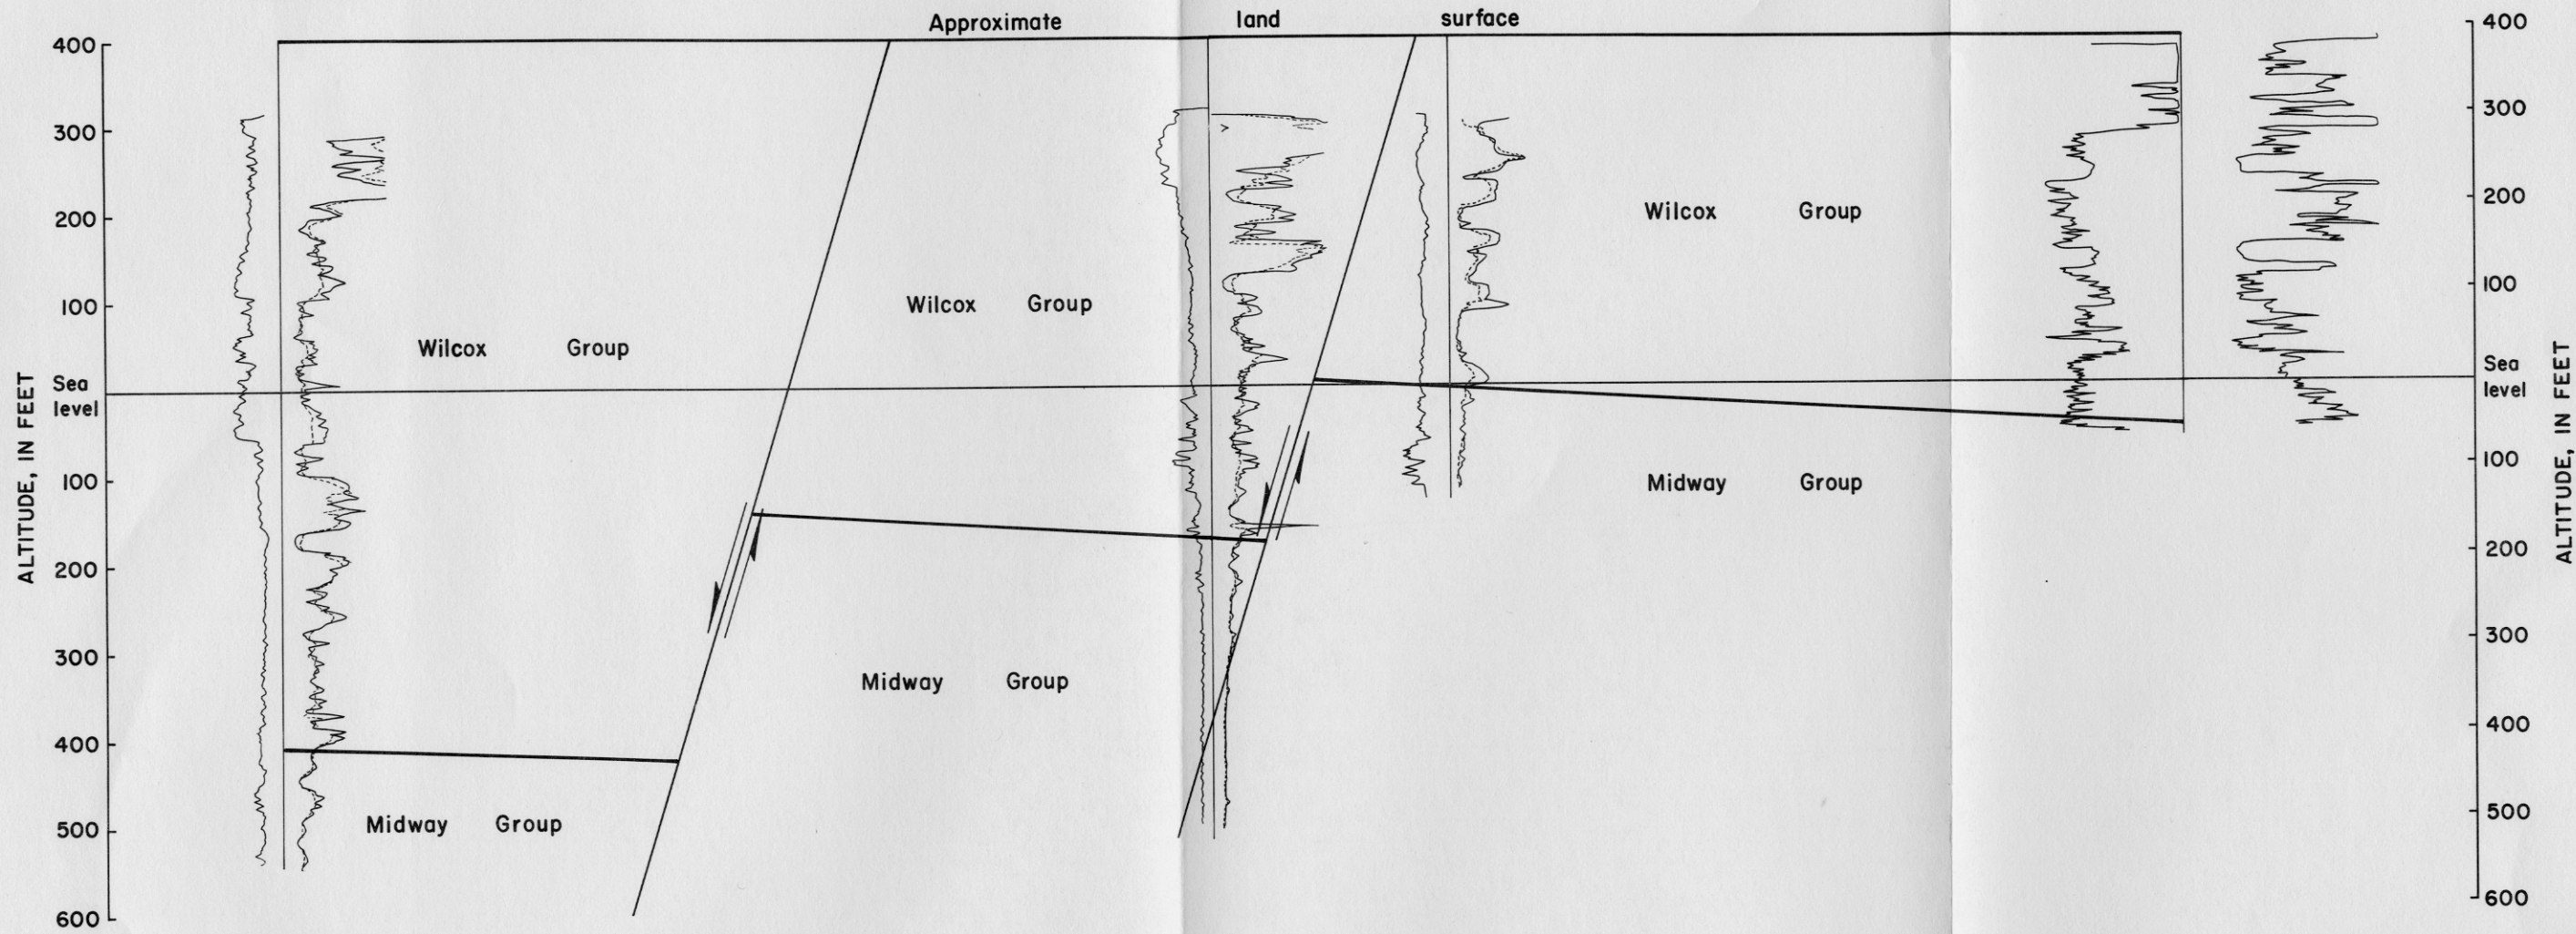 Approximate land surface
400
300
200
100
Sea
level
100
200
300
400
500
600
ALTITUDE, IN FEET
Wilcox Group
Midway Group
Wilcox Group
Midway Group
Wilcox Group
Midway Group
400
300
200
100
Sea
level
100
200
300
400
500
600
ALTITUDE, IN FEET